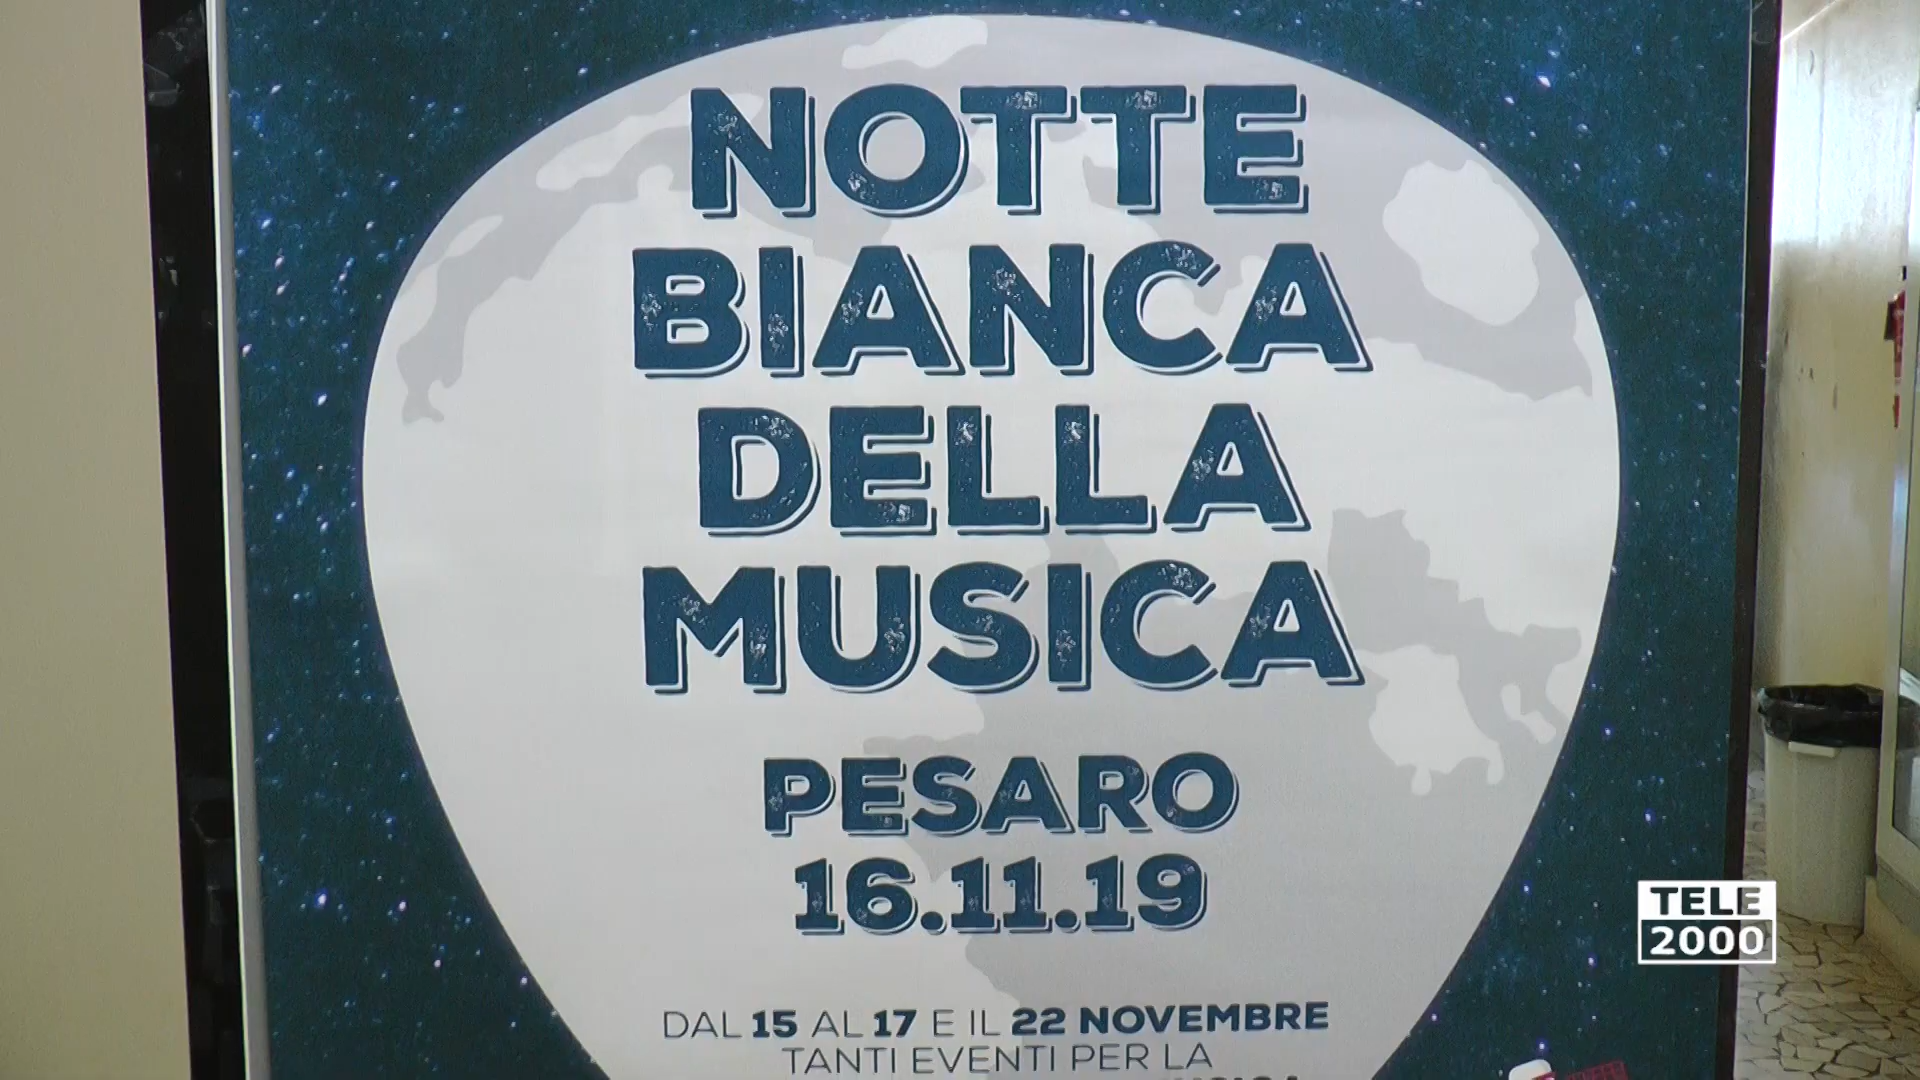 NOTTE
BIANCA
DELLA
MUSICA
PESARO
16.11.19
DAL 15 AL 17 E IL 22 NOVEMBRE
TANTI EVENTI PER LA
TELE
2000